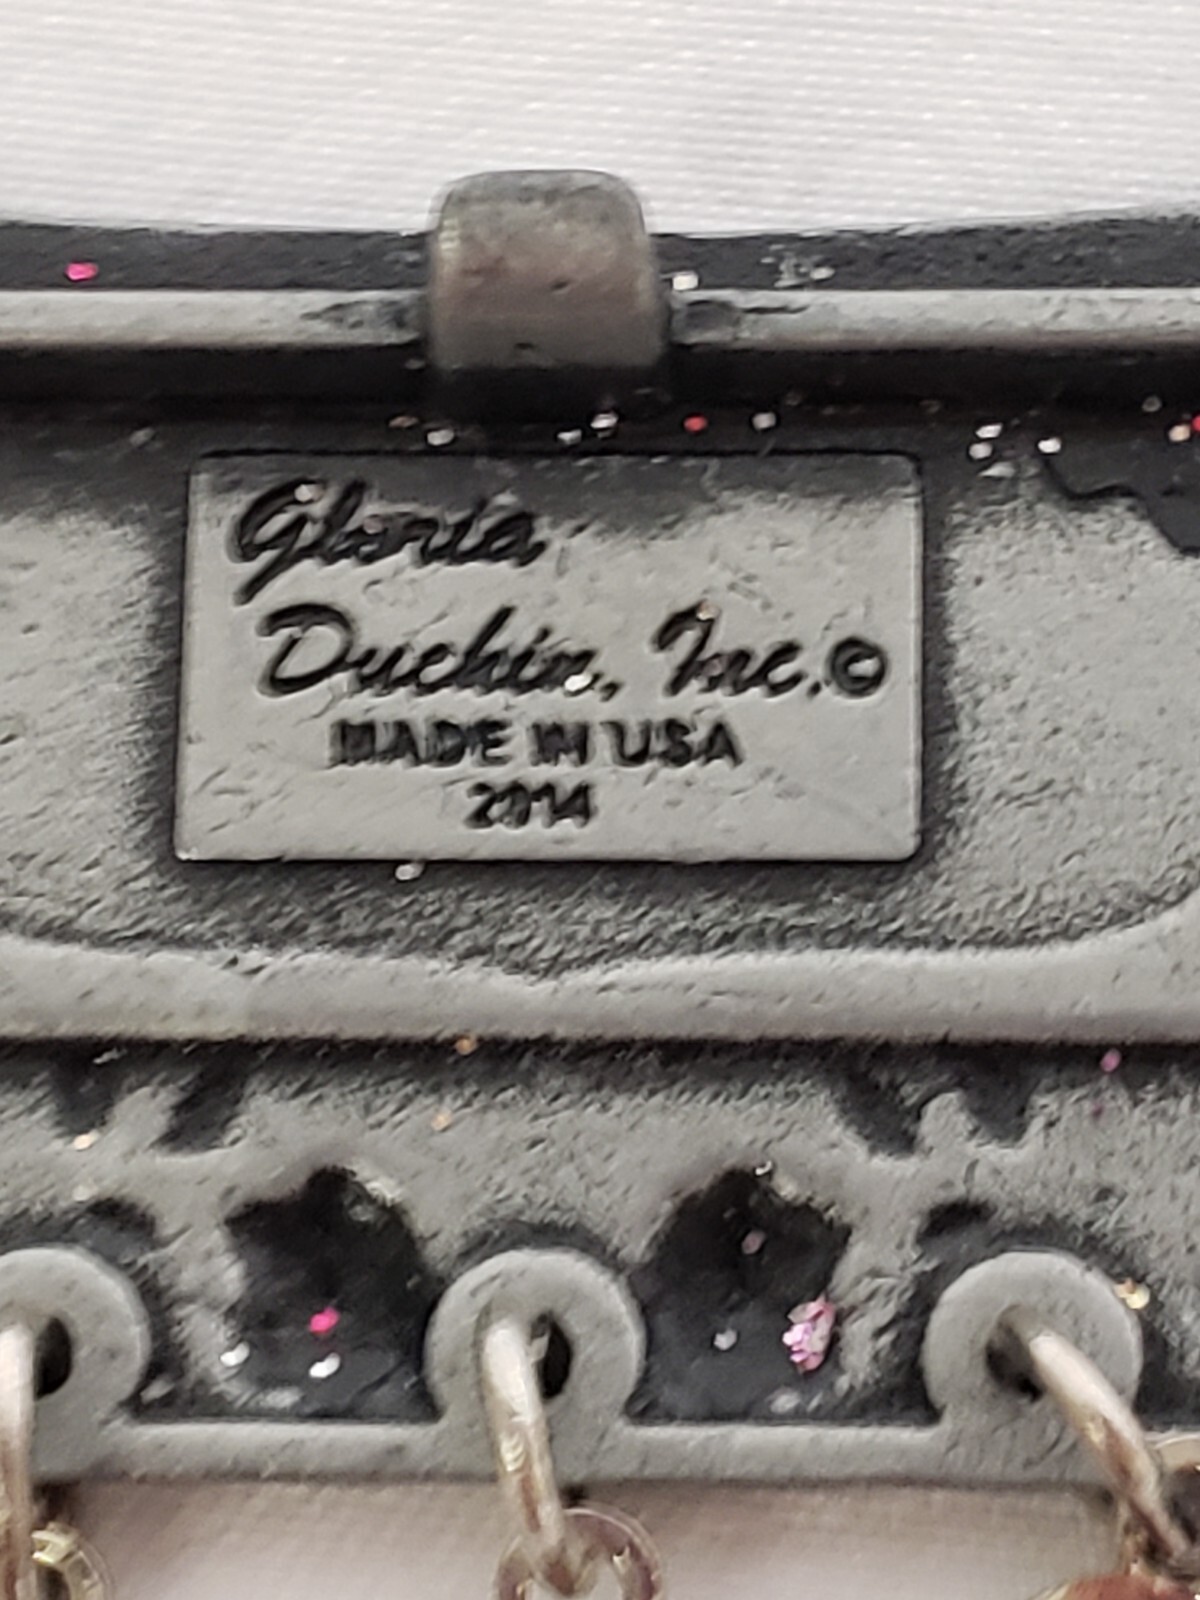 Gloria
Duchin, Inc.©
MADE IN USA
2014